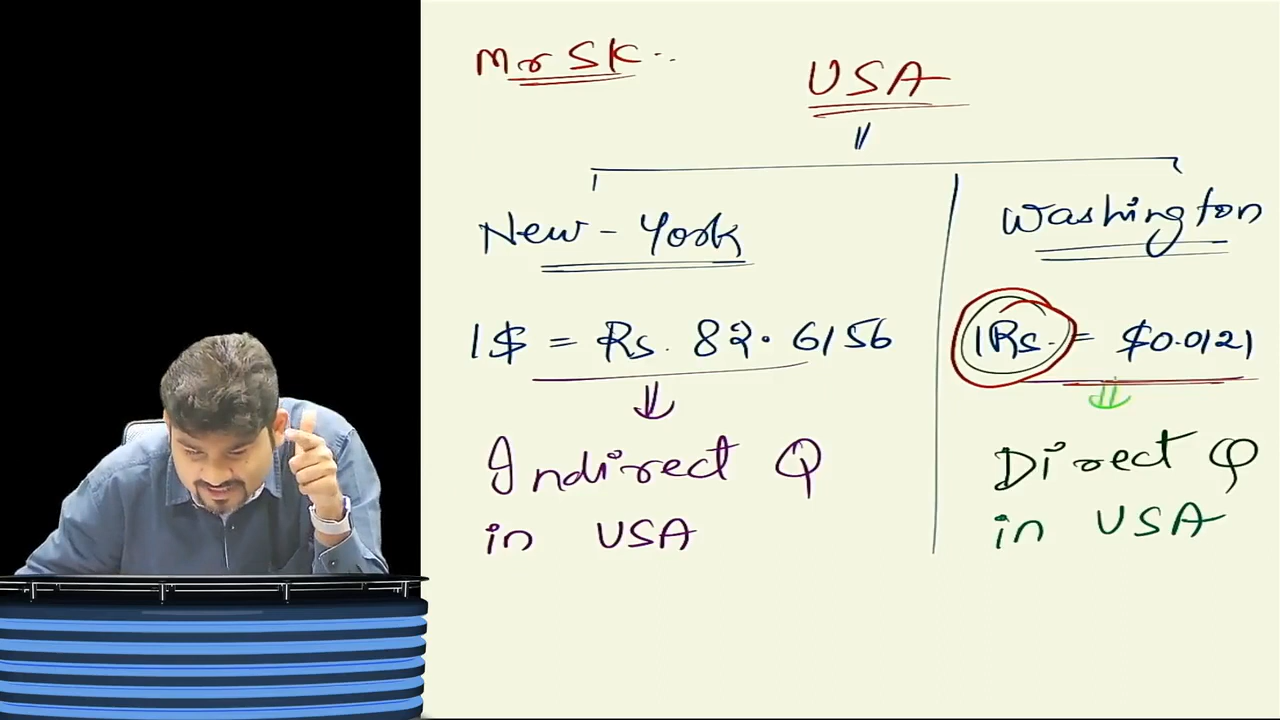 Mr SK..
USA
New-York
1$ = Rs. 82.6156
Indirect Q
in USA
Washington
1Rs. = $0.0121
Direct Q
in USA